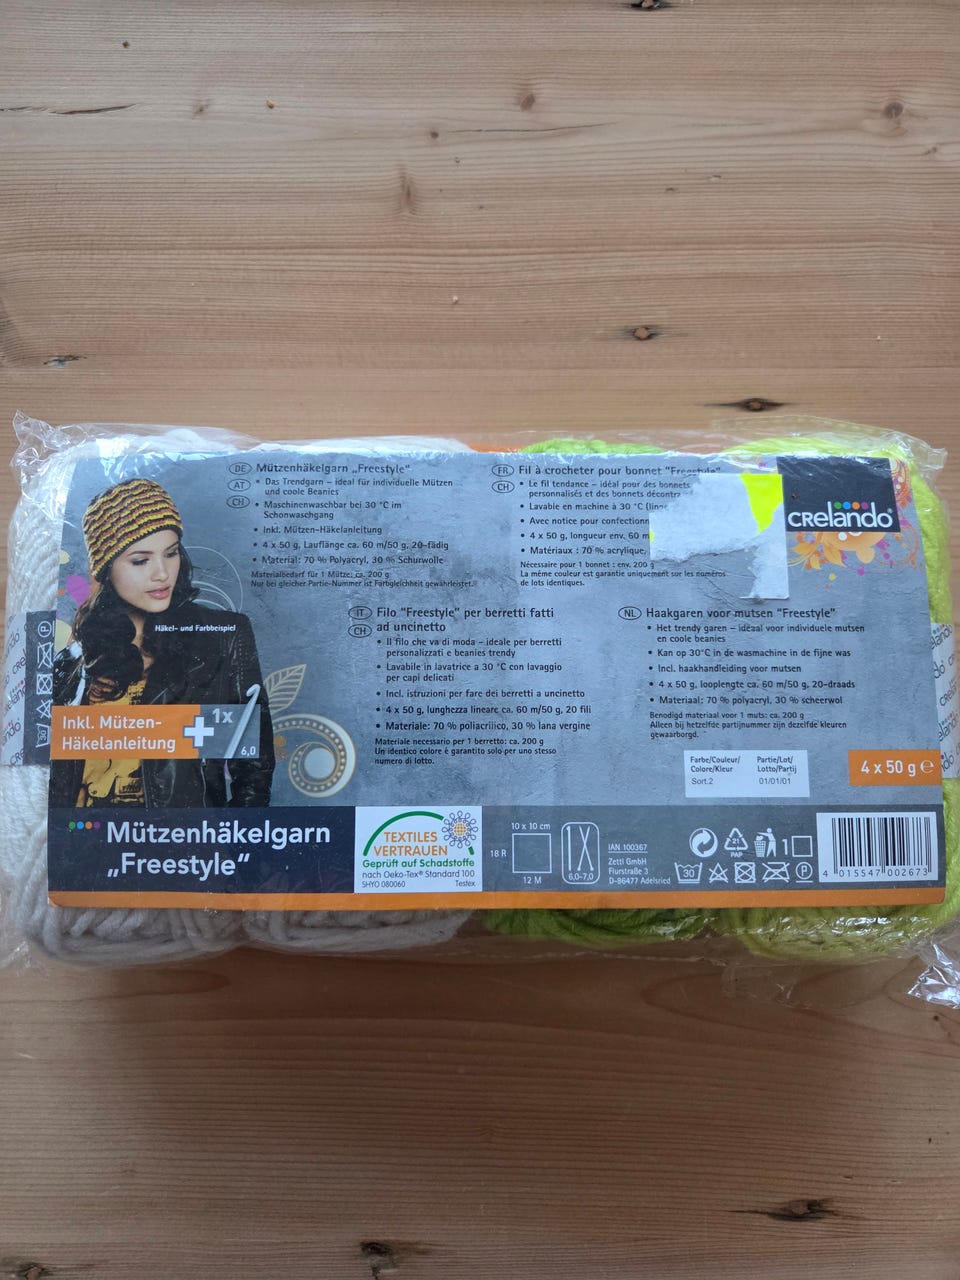 DE
AT
CH
Mützenhäkelgarn „Freestyle“
• Das Trendgarn – ideal für individuelle Mützen
und coole Beanies
• Maschinenwaschbar bei 30 °C im
Schonwaschgang
• Inkl. Mützen-Häkelanleitung
• 4 x 50 g, Lauflänge ca. 60 m/50 g, 20-fädig
• Material: 70 % Polyacryl, 30 % Schurwolle
Materialbedarf für 1 Mütze: ca. 200 g
Nur bei gleicher Partie-Nummer ist Farbgleichheit gewährleistet.
FR
CH
Fil à crocheter pour bonnet "Freestyle"
• Le fil tendance – idéal pour des bonnets
personnalisés et des bonnets
• Lavable en machine à 30 °C
• Avec notice pour
• 4 x 50 g, longueur env. 60 m
• Matériaux : 70 % acrylique,
Nécessaire pour 1 bonnet : env. 200 g
La même couleur est garantie uniquement sur les numéros
de lots identiques.
crelando
IT
CH
Filo "Freestyle" per berretti fatti
ad uncinetto
• Il filo che va di moda – ideale per berretti
personalizzati e beanies trendy
• Lavabile in lavatrice a 30 °C con lavaggio
per capi delicati
• Incl. istruzioni per fare dei berretti a uncinetto
• 4 x 50 g, lunghezza lineare ca. 60 m/50 g, 20 fili
• Materiale: 70 % poliacrilico, 30 % lana vergine
Materiale necessario per 1 berretto: ca. 200 g
Un identico colore è garantito solo per uno stesso
numero di lotto.
NL
Haakgaren voor mutsen "Freestyle"
• Het trendy garen – ideaal voor individuele mutsen
en coole beanies
• Kan op 30°C in de wasmachine in de fijne was
• Incl. haakhandleiding voor mutsen
• 4 x 50 g, looplengte ca. 60 m/50 g, 20-draads
• Materiaal: 70 % polyacryl, 30 % scheerwol
Benodigd materiaal voor 1 muts: ca. 200 g
Alleen bij hetzelfde partijnummer zijn dezelfde kleuren
gewaarborgd.
Häkel- und Farbbeispiel
Inkl. Mützen-
Häkelanleitung
+
1x
6,0
Farbe/Couleur/
Colore/Kleur
Sort.2
Partie/Lot/
Lotto/Partij
01/01/01
4 x 50 g e
Mützenhäkelgarn
„Freestyle“
TEXTILES
VERTRAUEN
Geprüft auf Schadstoffe
nach Oeko-Tex® Standard 100
SHYO 080060 Testex
10 x 10 cm
18 R
12 M
6,0-7,0
IAN 100367
Zettl GmbH
Flurstraße 3
D-86477 Adelsried
21
PAP
1
30
P
4 015547 002673